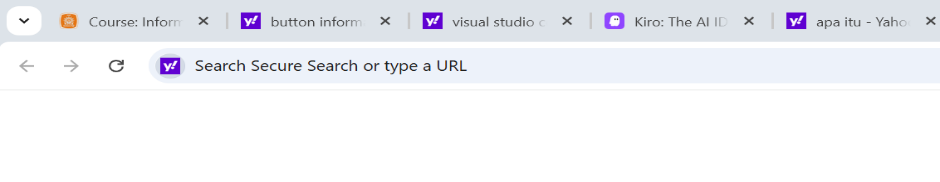 Course: Inform
button inform
visual studio c
Kiro: The AI ID
apa itu - Yaho
Search Secure Search or type a URL